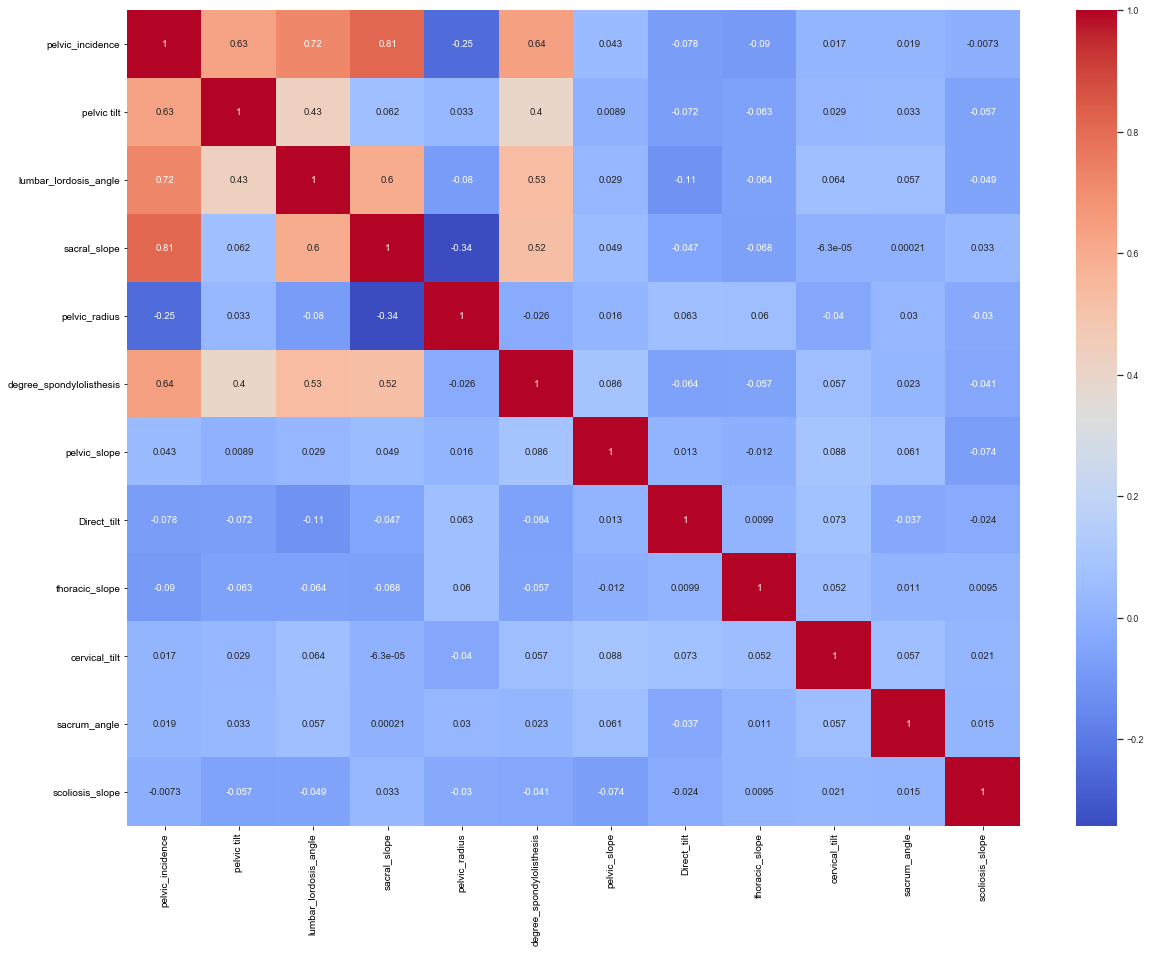 pelvic_incidence 1 0.63 0.72 0.81 -0.25 0.64 0.043 -0.078 -0.09 0.017 0.019 -0.0073
pelvic tilt 0.63 1 0.43 0.062 0.033 0.4 0.0089 -0.072 -0.063 0.029 0.033 -0.057
lumbar_lordosis_angle 0.72 0.43 1 0.6 -0.08 0.53 0.029 -0.11 -0.064 0.064 0.057 -0.049
sacral_slope 0.81 0.062 0.6 1 -0.34 0.52 0.049 -0.047 -0.068 -6.3e-05 0.00021 0.033
pelvic_radius -0.25 0.033 -0.08 -0.34 1 -0.026 0.016 0.063 0.06 -0.04 0.03 -0.03
degree_spondylolisthesis 0.64 0.4 0.53 0.52 -0.026 1 0.086 -0.064 -0.057 0.057 0.023 -0.041
pelvic_slope 0.043 0.0089 0.029 0.049 0.016 0.086 1 0.013 -0.012 0.088 0.061 -0.074
Direct_tilt -0.078 -0.072 -0.11 -0.047 0.063 -0.064 0.013 1 0.0099 0.073 -0.037 -0.024
thoracic_slope -0.09 -0.063 -0.064 -0.068 0.06 -0.057 -0.012 0.0099 1 0.052 0.011 0.0095
cervical_tilt 0.017 0.029 0.064 -6.3e-05 -0.04 0.057 0.088 0.073 0.052 1 0.057 0.021
sacrum_angle 0.019 0.033 0.057 0.00021 0.03 0.023 0.061 -0.037 0.011 0.057 1 0.015
scoliosis_slope -0.0073 -0.057 -0.049 0.033 -0.03 -0.041 -0.074 -0.024 0.0095 0.021 0.015 1
pelvic_incidence
pelvic tilt
lumbar_lordosis_angle
sacral_slope
pelvic_radius
degree_spondylolisthesis
pelvic_slope
Direct_tilt
thoracic_slope
cervical_tilt
sacrum_angle
scoliosis_slope
1.0
0.8
0.6
0.4
0.2
0.0
−0.2